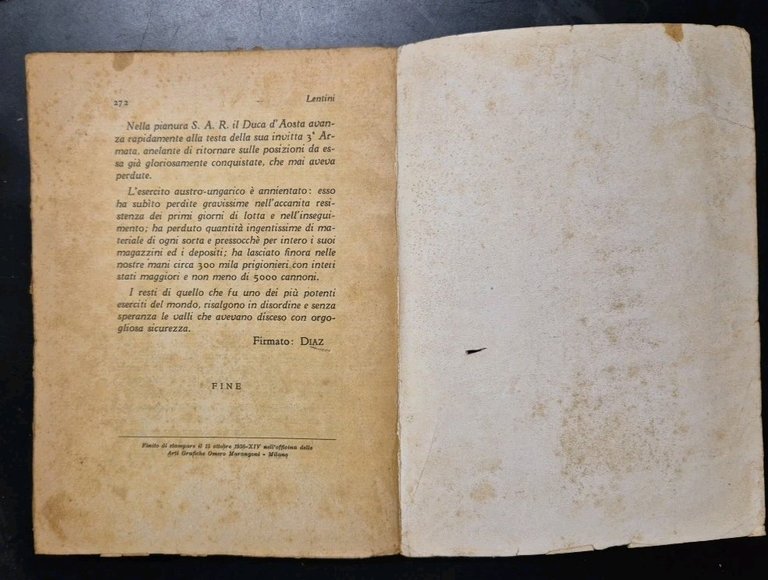 272 Lentini
Nella pianura S. A. R. il Duca d'Aosta avan-
za rapidamente alla testa della sua invitta 3ª Ar-
mata, anelante di ritornare sulle posizioni da es-
sa già gloriosamente conquistate, che mai aveva
perdute.
L'esercito austro-ungarico è annientato: esso
ha subìto perdite gravissime nell'accanita resi-
stenza dei primi giorni di lotta e nell'insegui-
mento; ha perduto quantità ingentissime di ma-
teriale di ogni sorta e pressocchè per intero i suoi
magazzini ed i depositi; ha lasciato finora nelle
nostre mani circa 300 mila prigionieri con interi
stati maggiori e non meno di 5000 cannoni.
I resti di quello che fu uno dei più potenti
eserciti del mondo, risalgono in disordine e senza
speranza le valli che avevano disceso con orgo-
gliosa sicurezza.
Firmato: DIAZ
FINE
Finito di stampare il 15 ottobre 1936-XIV nell'officina delle
Arti Grafiche Omero Marangoni - Milano